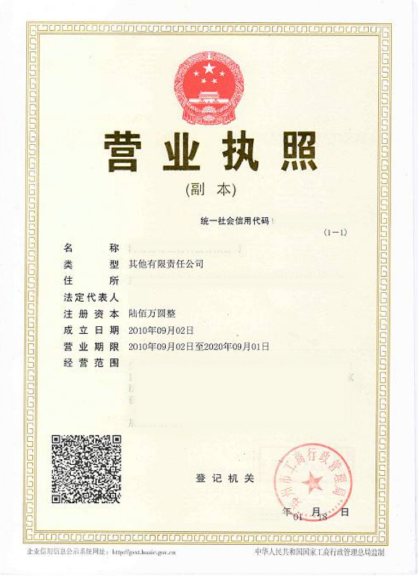 营业执照
(副 本)
统一社会信用代码
(1-1)
名 称
类 型 其他有限责任公司
住 所
法定代表人
注册资本 陆佰万圆整
成立日期 2010年09月02日
营业期限 2010年09月02日至2020年09月01日
经营范围
登记机关
市工商行政管理局
年 01 月 18 日
企业信用信息公示系统网址:
中华人民共和国国家工商行政管理总局监制